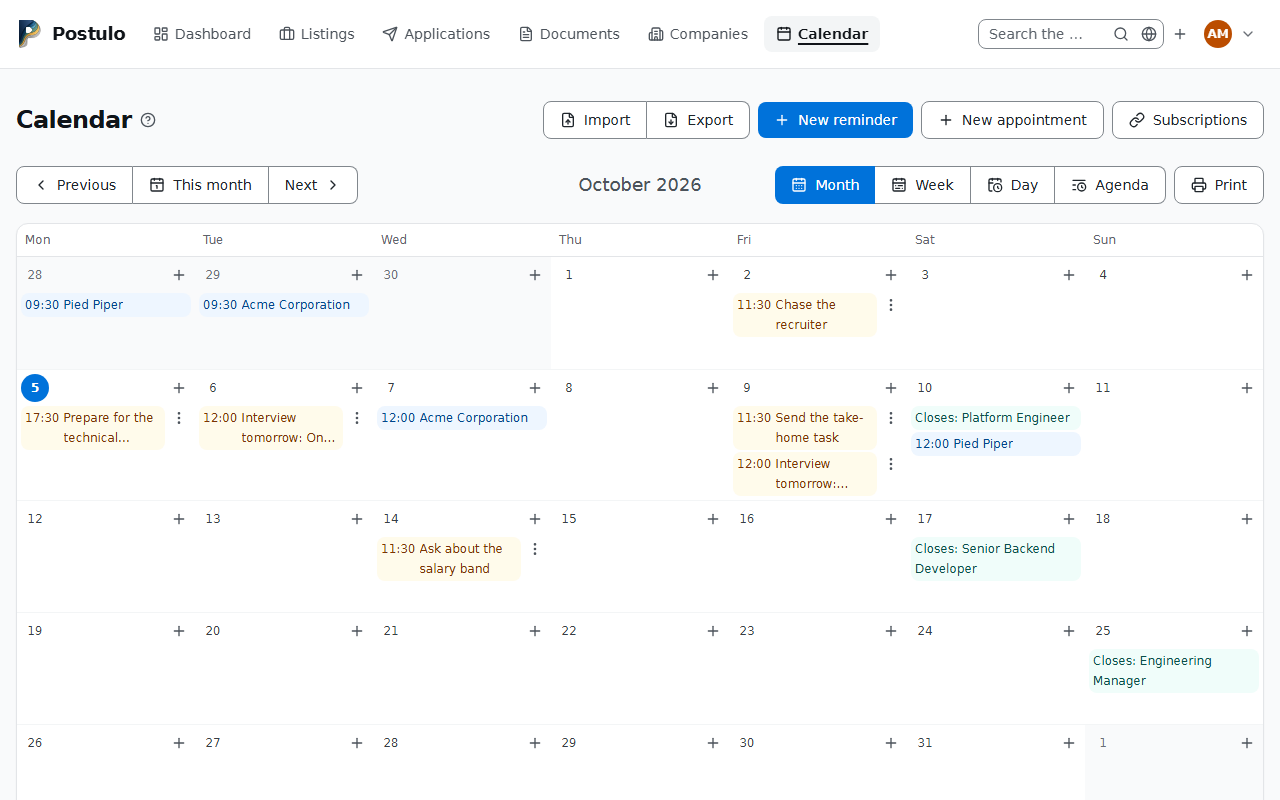 Postulo
Dashboard
Listings
Applications
Documents
Companies
Calendar
Search the ...
AM
Calendar
Import
Export
New reminder
New appointment
Subscriptions
Previous
This month
Next
October 2026
Month
Week
Day
Agenda
Print
Mon Tue Wed Thu Fri Sat Sun
28 29 30 1 2 3 4
09:30 Pied Piper
09:30 Acme Corporation
11:30 Chase the
recruiter
5 6 7 8 9 10 11
17:30 Prepare for the
technical...
12:00 Interview
tomorrow: On...
12:00 Acme Corporation
11:30 Send the take-
home task
12:00 Interview
tomorrow:...
Closes: Platform Engineer
12:00 Pied Piper
12 13 14 15 16 17 18
11:30 Ask about the
salary band
Closes: Senior Backend
Developer
19 20 21 22 23 24 25
Closes: Engineering
Manager
26 27 28 29 30 31 1